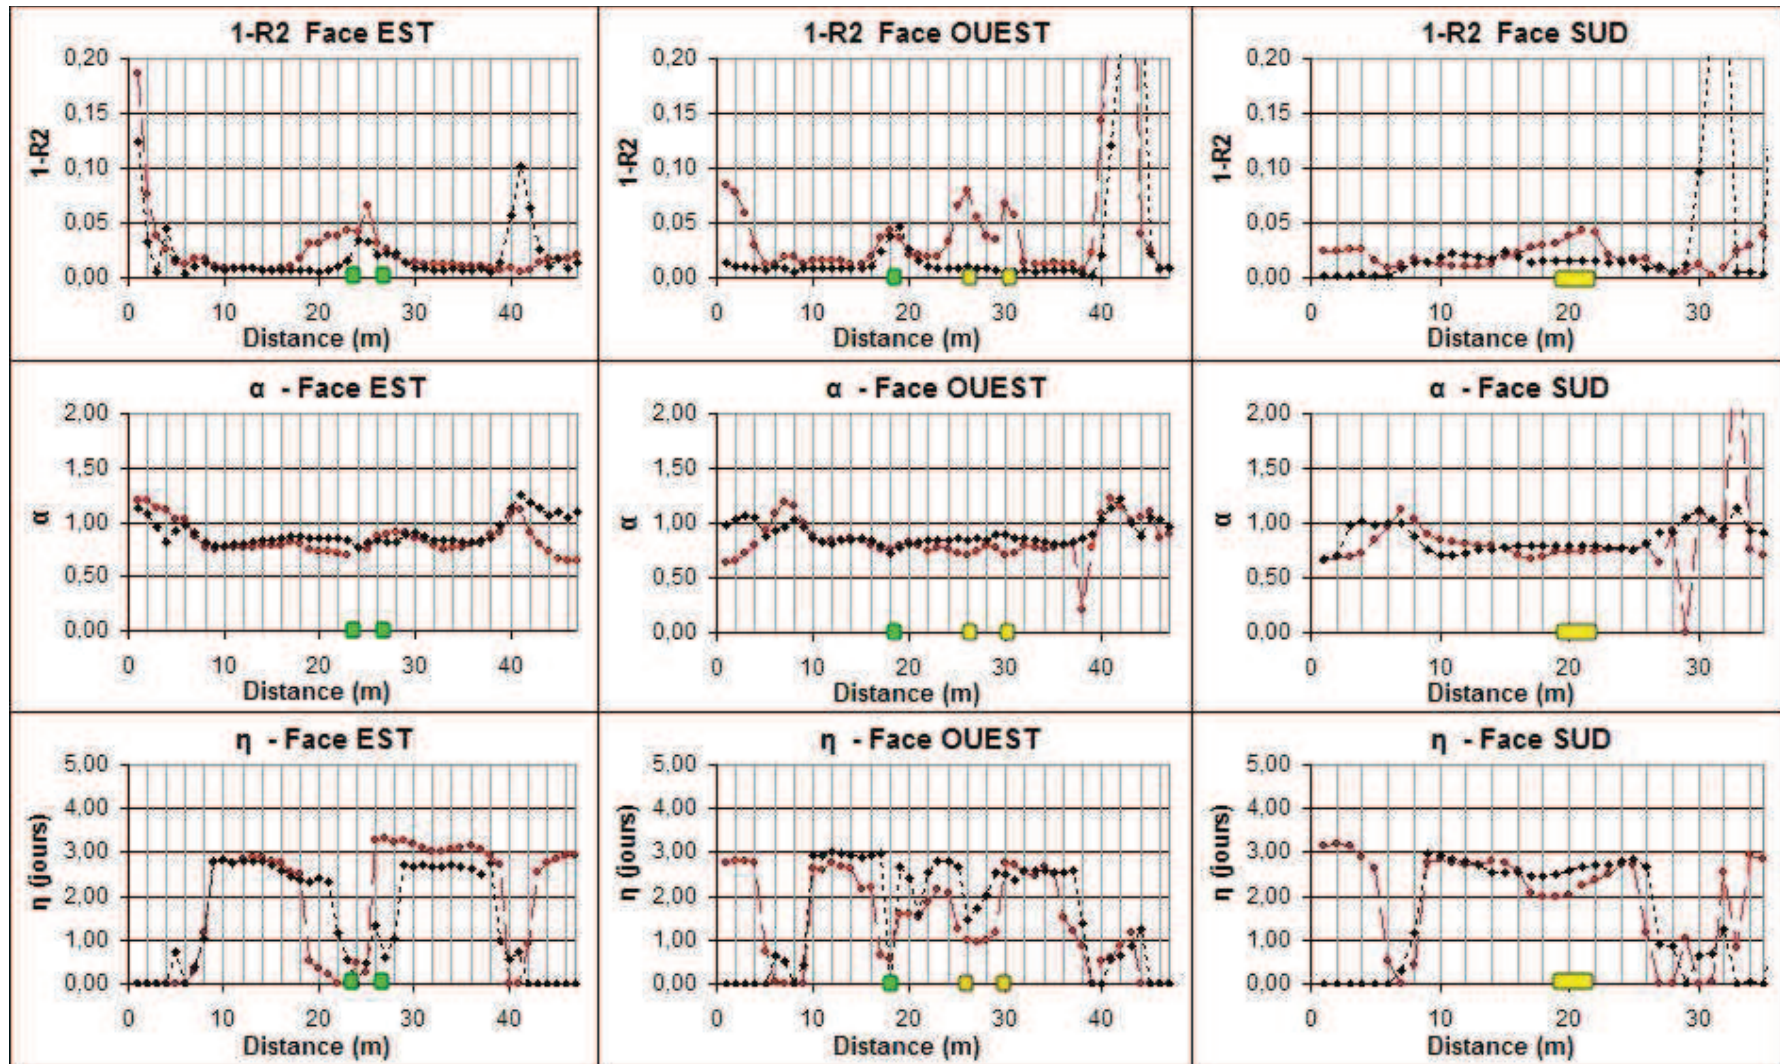 1-R2 Face EST
0,20
0,15
0,10
0,05
0,00
1-R2
0 10 20 30 40
Distance (m)
1-R2 Face OUEST
0,20
0,15
0,10
0,05
0,00
1-R2
0 10 20 30 40
Distance (m)
1-R2 Face SUD
0,20
0,15
0,10
0,05
0,00
1-R2
0 10 20 30
Distance (m)
α - Face EST
2,00
1,50
1,00
0,50
0,00
α
0 10 20 30 40
Distance (m)
α - Face OUEST
2,00
1,50
1,00
0,50
0,00
α
0 10 20 30 40
Distance (m)
α - Face SUD
2,00
1,50
1,00
0,50
0,00
α
0 10 20 30
Distance (m)
η - Face EST
5,00
4,00
3,00
2,00
1,00
0,00
η (jours)
0 10 20 30 40
Distance (m)
η - Face OUEST
5,00
4,00
3,00
2,00
1,00
0,00
η (jours)
0 10 20 30 40
Distance (m)
η - Face SUD
5,00
4,00
3,00
2,00
1,00
0,00
η (jours)
0 10 20 30
Distance (m)